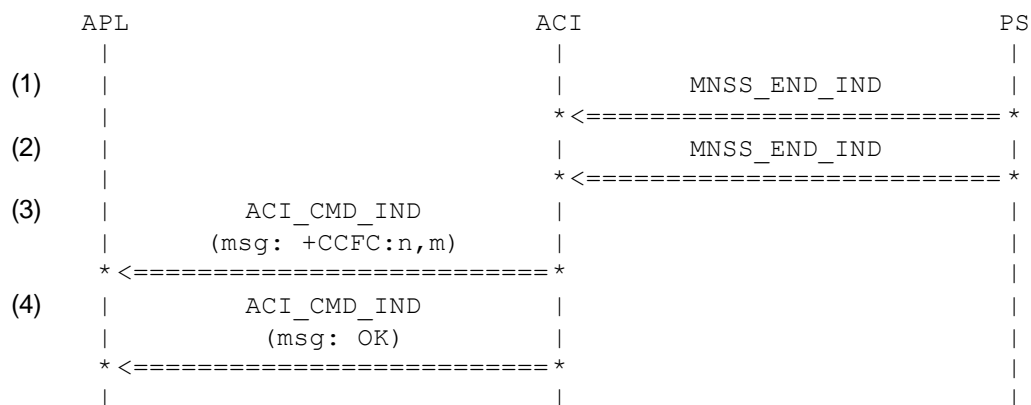 APL ACI PS
| | |
(1) | | MNSS_END_IND |
| *<==========================*
(2) | | MNSS_END_IND |
| *<==========================*
(3) | ACI_CMD_IND | |
| (msg: +CCFC:n,m) | |
*<==========================* |
(4) | ACI_CMD_IND | |
| (msg: OK) | |
*<==========================* |
| | |